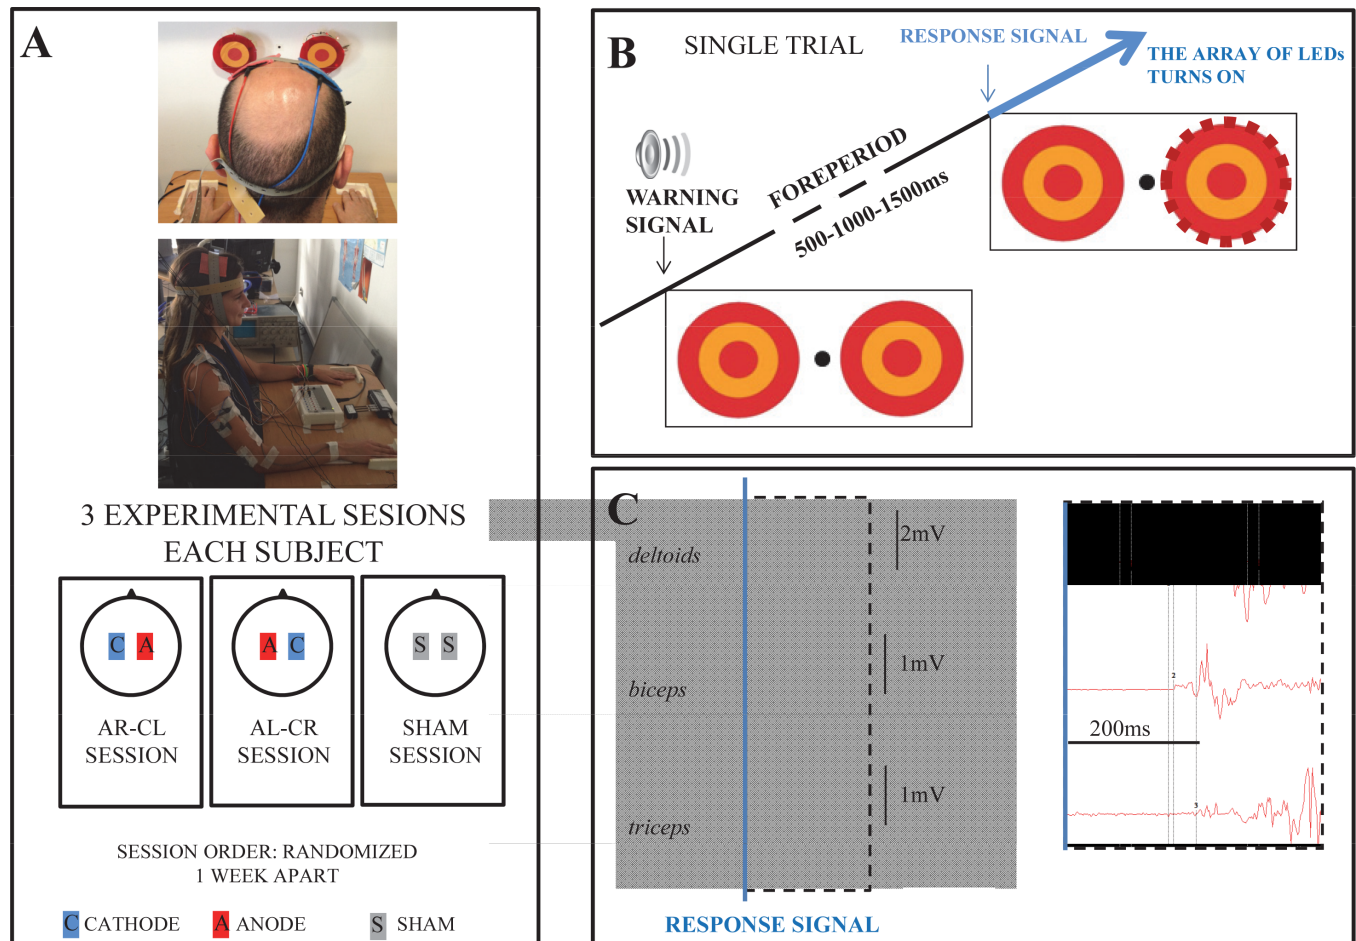 A
3 EXPERIMENTAL SESIONS
EACH SUBJECT
C A
A C
S S
AR-CL
SESSION
AL-CR
SESSION
SHAM
SESSION
SESSION ORDER: RANDOMIZED
1 WEEK APART
C CATHODE
A ANODE
S SHAM
B
SINGLE TRIAL
RESPONSE SIGNAL
THE ARRAY OF LEDs
TURNS ON
WARNING
SIGNAL
FOREPERIOD
500-1000-1500ms
C
deltoids
2mV
biceps
1mV
triceps
1mV
RESPONSE SIGNAL
2
200ms
3